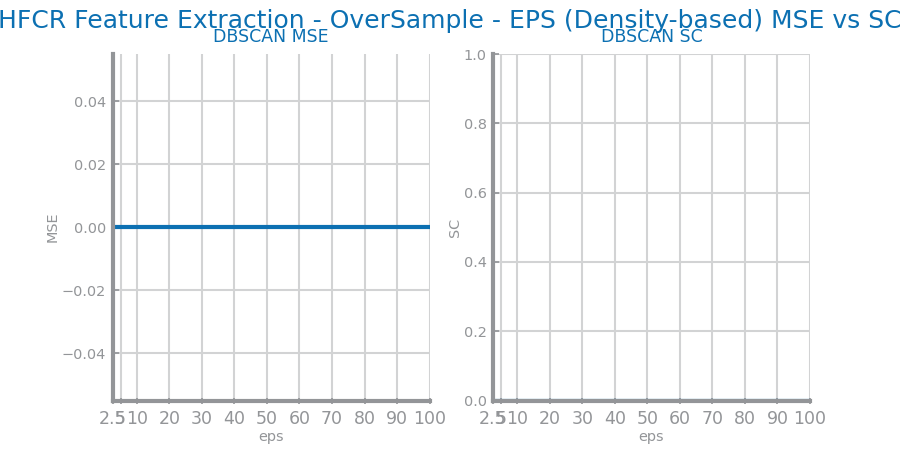 HFCR Feature Extraction - OverSample - EPS (Density-based) MSE vs SC
DBSCAN MSE
MSE
0.04
0.02
0.00
−0.02
−0.04
2.5 5 10 20 30 40 50 60 70 80 90 100
eps
DBSCAN SC
SC
1.0
0.8
0.6
0.4
0.2
0.0
2.5 5 10 20 30 40 50 60 70 80 90 100
eps